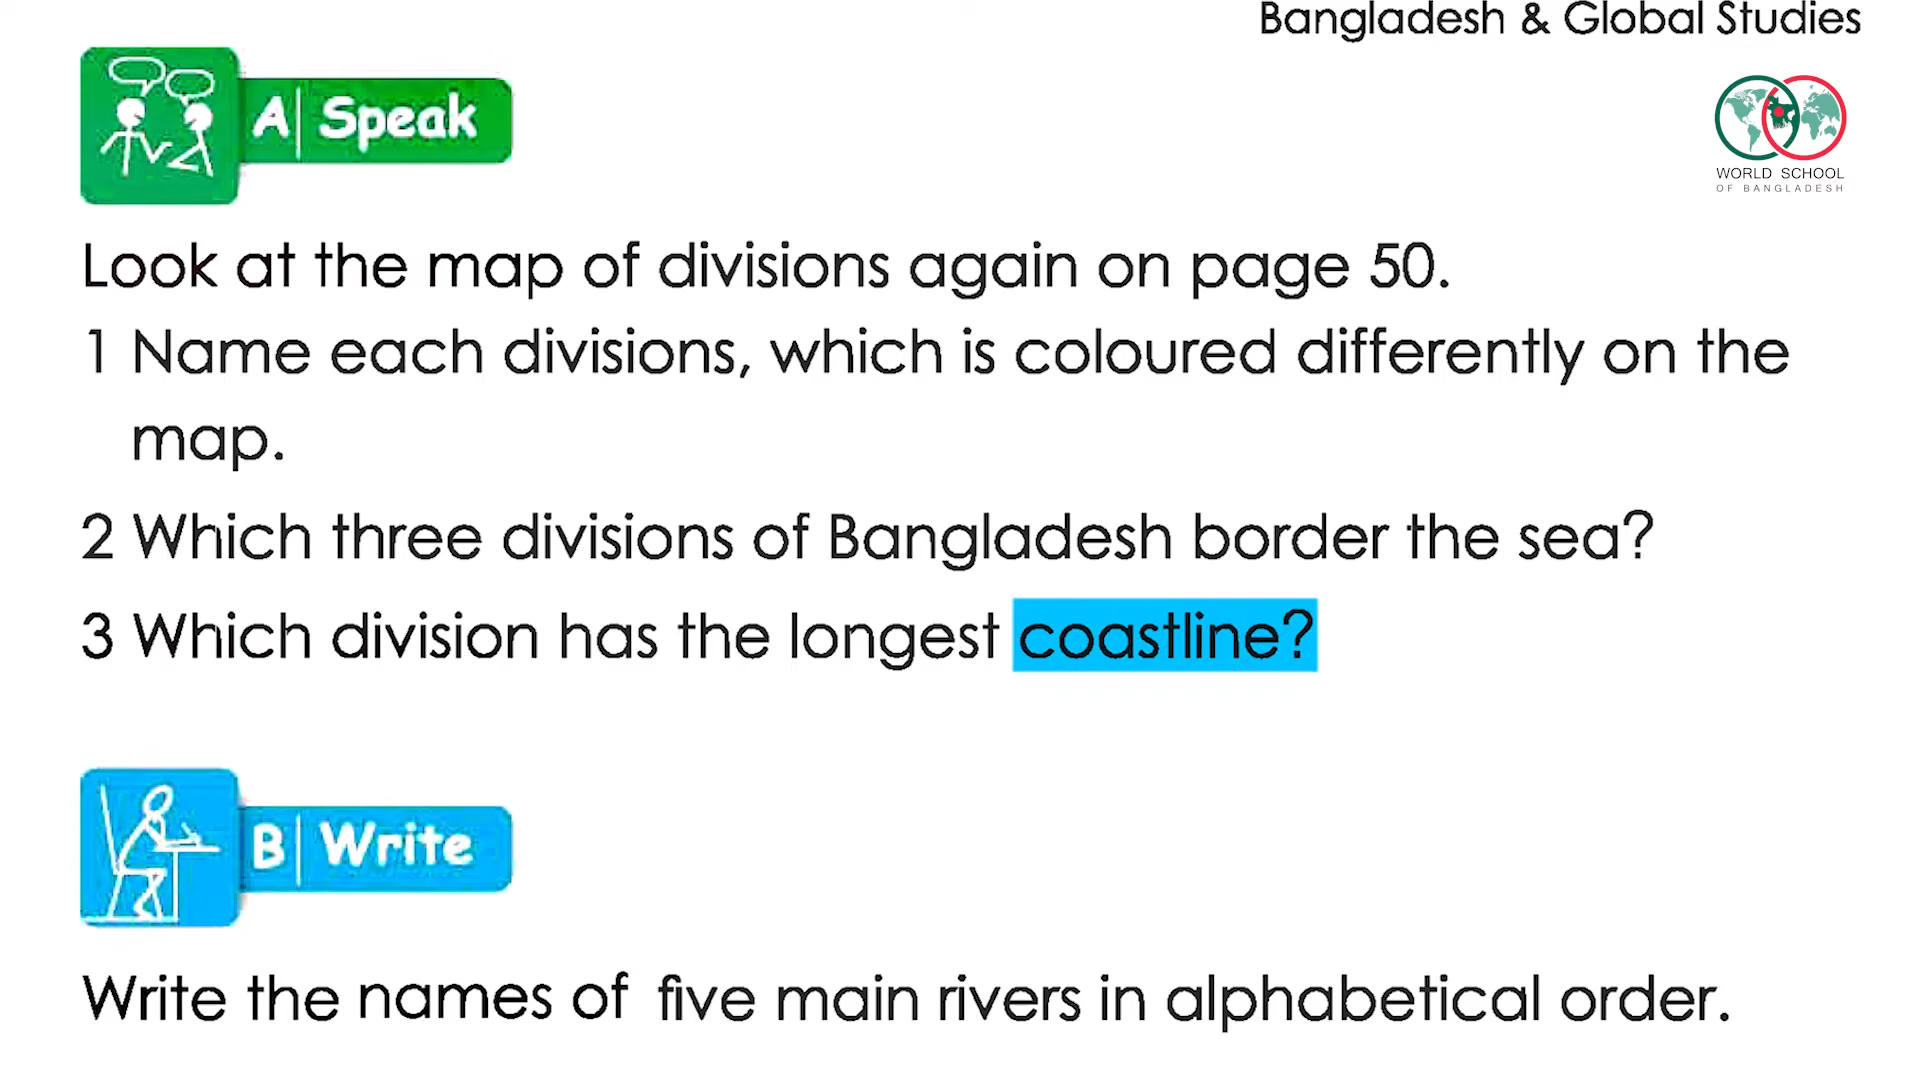 Bangladesh & Global Studies
A | Speak
WORLD SCHOOL
OF BANGLADESH
Look at the map of divisions again on page 50.
1 Name each divisions, which is coloured differently on the
map.
2 Which three divisions of Bangladesh border the sea?
3 Which division has the longest coastline?
B | Write
Write the names of five main rivers in alphabetical order.